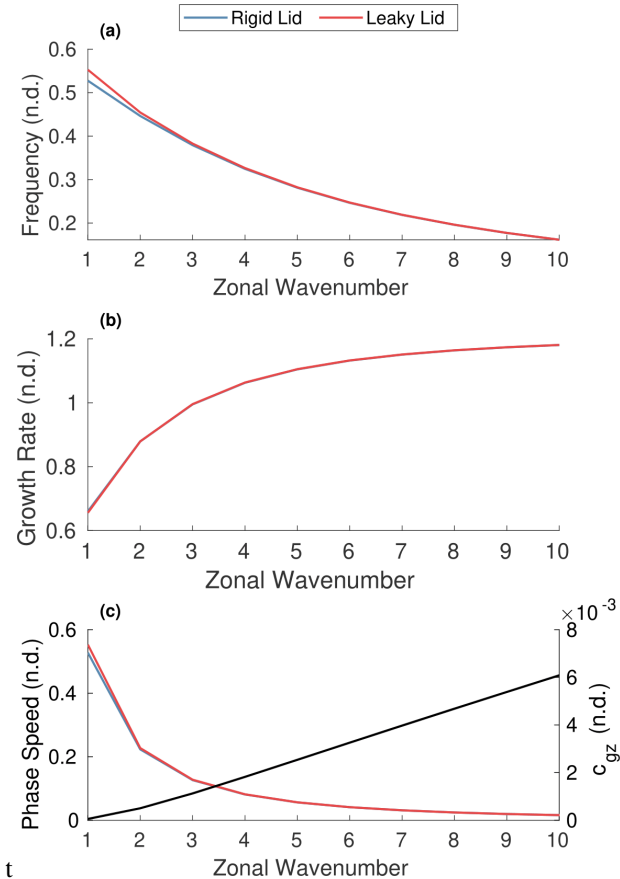 Rigid Lid Leaky Lid
(a)
0.6
0.5
0.4
0.3
0.2
Frequency (n.d.)
1 2 3 4 5 6 7 8 9 10
Zonal Wavenumber
(b)
1.2
1
0.8
0.6
Growth Rate (n.d.)
1 2 3 4 5 6 7 8 9 10
Zonal Wavenumber
(c)
×10⁻³
0.6
0.4
0.2
0
Phase Speed (n.d.)
8
6
4
2
0
c_gz (n.d.)
1 2 3 4 5 6 7 8 9 10
Zonal Wavenumber
t